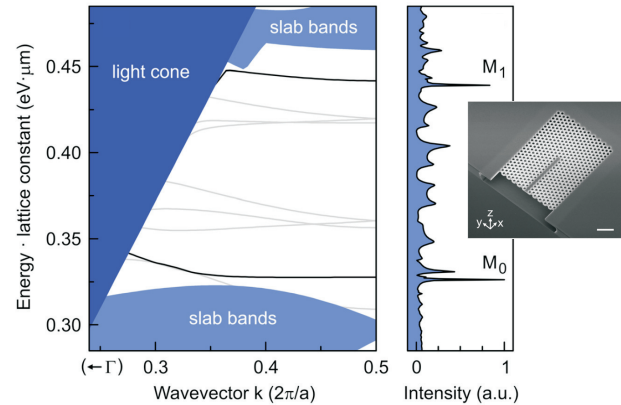 slab bands
light cone
0.45
0.40
0.35
0.30
Energy · lattice constant (eV·μm)
slab bands
(←Γ)
0.3
0.4
0.5
Wavevector k (2π/a)
M1
M0
z
y
x
0
1
Intensity (a.u.)